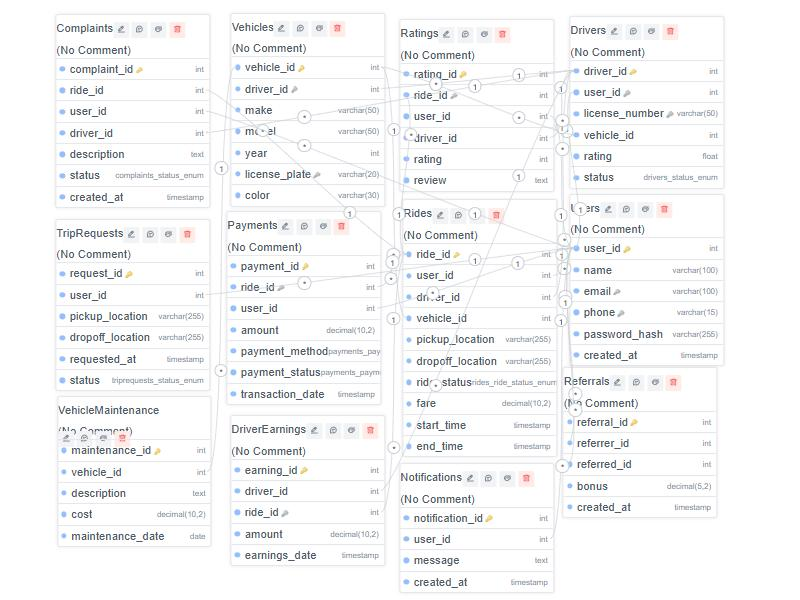 Complaints
(No Comment)
complaint_id int
ride_id int
user_id int
driver_id int
description text
status complaints_status_enum
created_at timestamp
TripRequests
(No Comment)
request_id int
user_id int
pickup_location varchar(255)
dropoff_location varchar(255)
requested_at timestamp
status triprequests_status_enum
VehicleMaintenance
(No Comment)
maintenance_id int
vehicle_id int
description text
cost decimal(10,2)
maintenance_date date
Vehicles
(No Comment)
vehicle_id int
driver_id int
make varchar(50)
model varchar(50)
year int
license_plate varchar(20)
color varchar(30)
Payments
(No Comment)
payment_id int
ride_id int
user_id int
amount decimal(10,2)
payment_method payments_pay
payment_status payments_paym
transaction_date timestamp
DriverEarnings
(No Comment)
earning_id int
driver_id int
ride_id int
amount decimal(10,2)
earnings_date timestamp
Ratings
(No Comment)
rating_id int
ride_id int
user_id int
driver_id int
rating int
review text
Rides
(No Comment)
ride_id int
user_id int
driver_id int
vehicle_id int
pickup_location varchar(255)
dropoff_location varchar(255)
ride_status rides_ride_status_enum
fare decimal(10,2)
start_time timestamp
end_time timestamp
Notifications
(No Comment)
notification_id int
user_id int
message text
created_at timestamp
Drivers
(No Comment)
driver_id int
user_id int
license_number varchar(50)
vehicle_id int
rating float
status drivers_status_enum
Users
(No Comment)
user_id int
name varchar(100)
email varchar(100)
phone varchar(15)
password_hash varchar(255)
created_at timestamp
Referrals
(No Comment)
referral_id int
referrer_id int
referred_id int
bonus decimal(5,2)
created_at timestamp